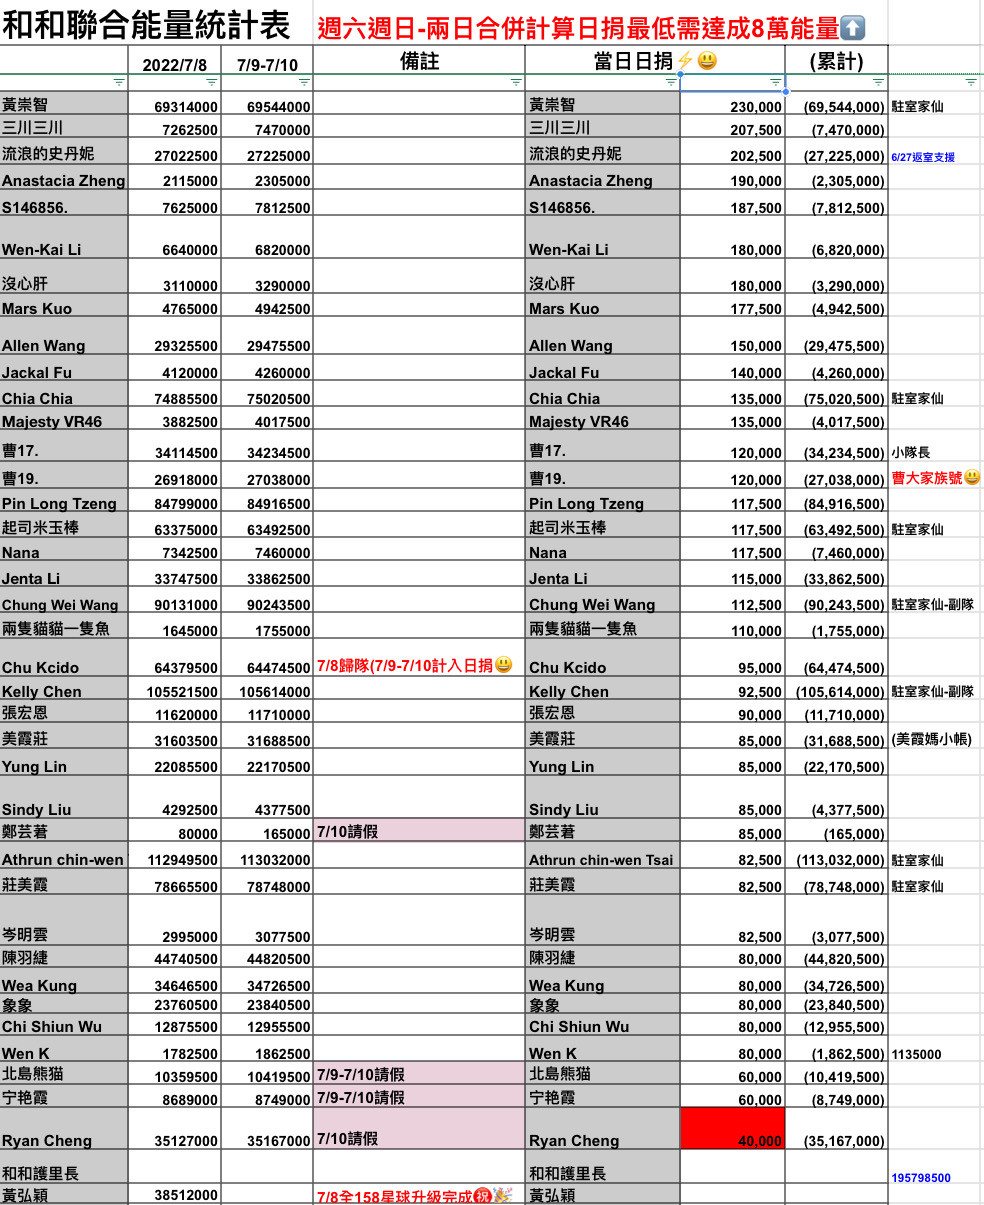 和和聯合能量統計表 週六週日-兩日合併計算日捐最低需達成8萬能量⬆️
2022/7/8 7/9-7/10 備註 當日日捐⚡😃 (累計)
黃崇智 69314000 69544000 黃崇智 230,000 (69,544,000) 駐室家仙
三川三川 7262500 7470000 三川三川 207,500 (7,470,000)
流浪的史丹妮 27022500 27225000 流浪的史丹妮 202,500 (27,225,000) 6/27返室支援
Anastacia Zheng 2115000 2305000 Anastacia Zheng 190,000 (2,305,000)
S146856. 7625000 7812500 S146856. 187,500 (7,812,500)
Wen-Kai Li 6640000 6820000 Wen-Kai Li 180,000 (6,820,000)
沒心肝 3110000 3290000 沒心肝 180,000 (3,290,000)
Mars Kuo 4765000 4942500 Mars Kuo 177,500 (4,942,500)
Allen Wang 29325500 29475500 Allen Wang 150,000 (29,475,500)
Jackal Fu 4120000 4260000 Jackal Fu 140,000 (4,260,000)
Chia Chia 74885500 75020500 Chia Chia 135,000 (75,020,500) 駐室家仙
Majesty VR46 3882500 4017500 Majesty VR46 135,000 (4,017,500)
曹17. 34114500 34234500 曹17. 120,000 (34,234,500) 小隊長
曹19. 26918000 27038000 曹19. 120,000 (27,038,000) 曹大家族號😃
Pin Long Tzeng 84799000 84916500 Pin Long Tzeng 117,500 (84,916,500)
起司米玉棒 63375000 63492500 起司米玉棒 117,500 (63,492,500) 駐室家仙
Nana 7342500 7460000 Nana 117,500 (7,460,000)
Jenta Li 33747500 33862500 Jenta Li 115,000 (33,862,500)
Chung Wei Wang 90131000 90243500 Chung Wei Wang 112,500 (90,243,500) 駐室家仙-副隊
兩隻貓貓一隻魚 1645000 1755000 兩隻貓貓一隻魚 110,000 (1,755,000)
Chu Kcido 64379500 64474500 7/8歸隊(7/9-7/10計入日捐😃 Chu Kcido 95,000 (64,474,500)
Kelly Chen 105521500 105614000 Kelly Chen 92,500 (105,614,000) 駐室家仙-副隊
張宏恩 11620000 11710000 張宏恩 90,000 (11,710,000)
美霞莊 31603500 31688500 美霞莊 85,000 (31,688,500) (美霞媽小帳)
Yung Lin 22085500 22170500 Yung Lin 85,000 (22,170,500)
Sindy Liu 4292500 4377500 Sindy Liu 85,000 (4,377,500)
鄭芸莙 80000 165000 7/10請假 鄭芸莙 85,000 (165,000)
Athrun chin-wen 112949500 113032000 Athrun chin-wen Tsai 82,500 (113,032,000) 駐室家仙
莊美霞 78665500 78748000 莊美霞 82,500 (78,748,000) 駐室家仙
岑明雲 2995000 3077500 岑明雲 82,500 (3,077,500)
陳羽緁 44740500 44820500 陳羽緁 80,000 (44,820,500)
Wea Kung 34646500 34726500 Wea Kung 80,000 (34,726,500)
象象 23760500 23840500 象象 80,000 (23,840,500)
Chi Shiun Wu 12875500 12955500 Chi Shiun Wu 80,000 (12,955,500)
Wen K 1782500 1862500 Wen K 80,000 (1,862,500) 1135000
北島熊猫 10359500 10419500 7/9-7/10請假 北島熊猫 60,000 (10,419,500)
宁艳霞 8689000 8749000 7/9-7/10請假 宁艳霞 60,000 (8,749,000)
Ryan Cheng 35127000 35167000 7/10請假 Ryan Cheng 40,000 (35,167,000)
和和護里長 和和護里長 195798500
黃弘穎 38512000 7/8全158星球升級完成㊗️🎉 黃弘穎